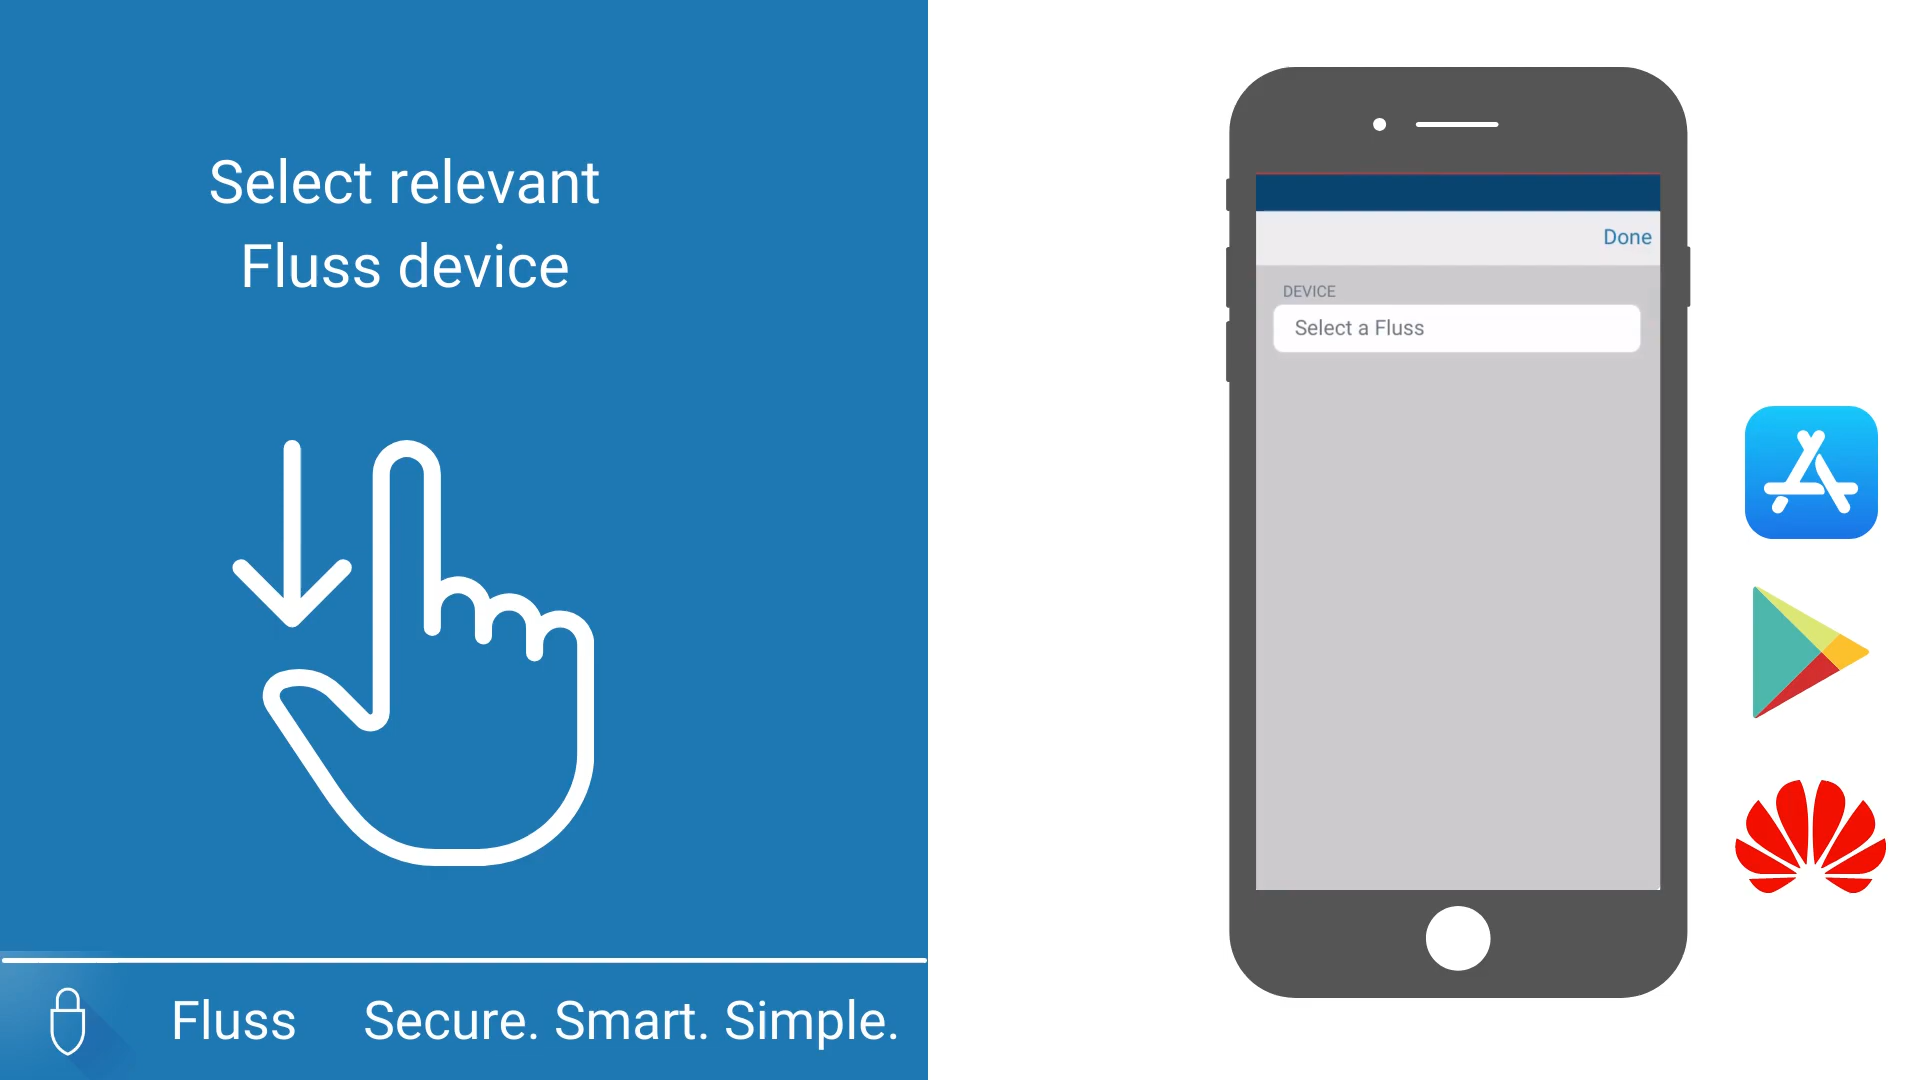 Select relevant
Fluss device
Fluss Secure. Smart. Simple.
Done
DEVICE
Select a Fluss